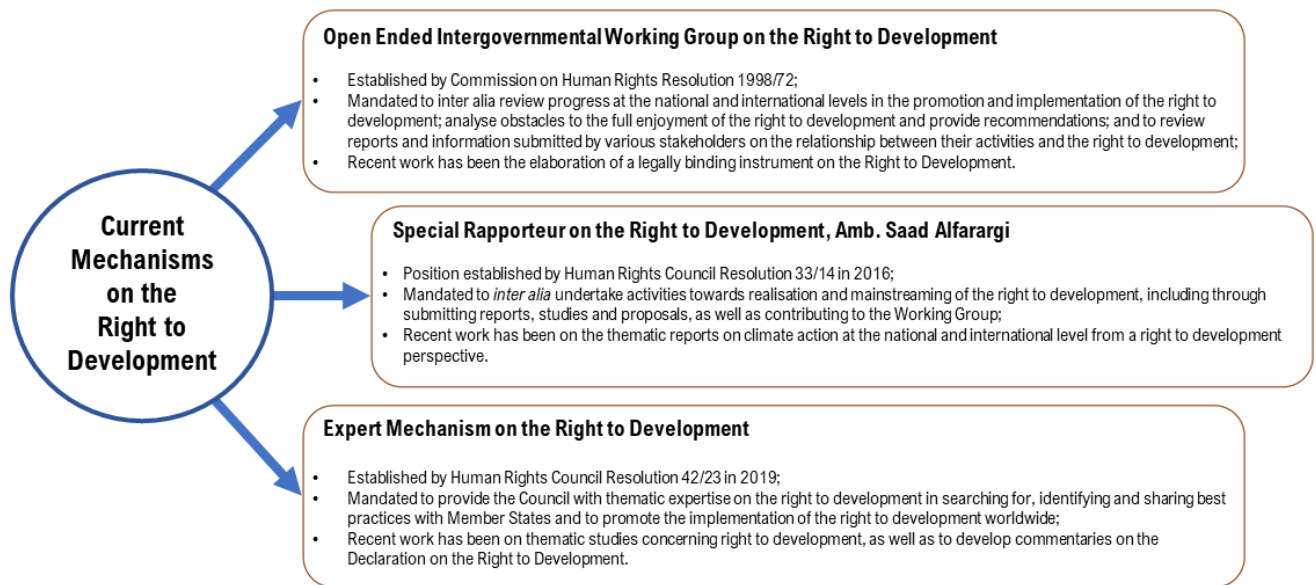 Current
Mechanisms
on the
Right to
Development
Open Ended Intergovernmental Working Group on the Right to Development
• Established by Commission on Human Rights Resolution 1998/72;
• Mandated to inter alia review progress at the national and international levels in the promotion and implementation of the right to
development; analyse obstacles to the full enjoyment of the right to development and provide recommendations; and to review
reports and information submitted by various stakeholders on the relationship between their activities and the right to development;
• Recent work has been the elaboration of a legally binding instrument on the Right to Development.
Special Rapporteur on the Right to Development, Amb. Saad Alfarargi
• Position established by Human Rights Council Resolution 33/14 in 2016;
• Mandated to inter alia undertake activities towards realisation and mainstreaming of the right to development, including through
submitting reports, studies and proposals, as well as contributing to the Working Group;
• Recent work has been on the thematic reports on climate action at the national and international level from a right to development
perspective.
Expert Mechanism on the Right to Development
• Established by Human Rights Council Resolution 42/23 in 2019;
• Mandated to provide the Council with thematic expertise on the right to development in searching for, identifying and sharing best
practices with Member States and to promote the implementation of the right to development worldwide;
• Recent work has been on thematic studies concerning right to development, as well as to develop commentaries on the
Declaration on the Right to Development.